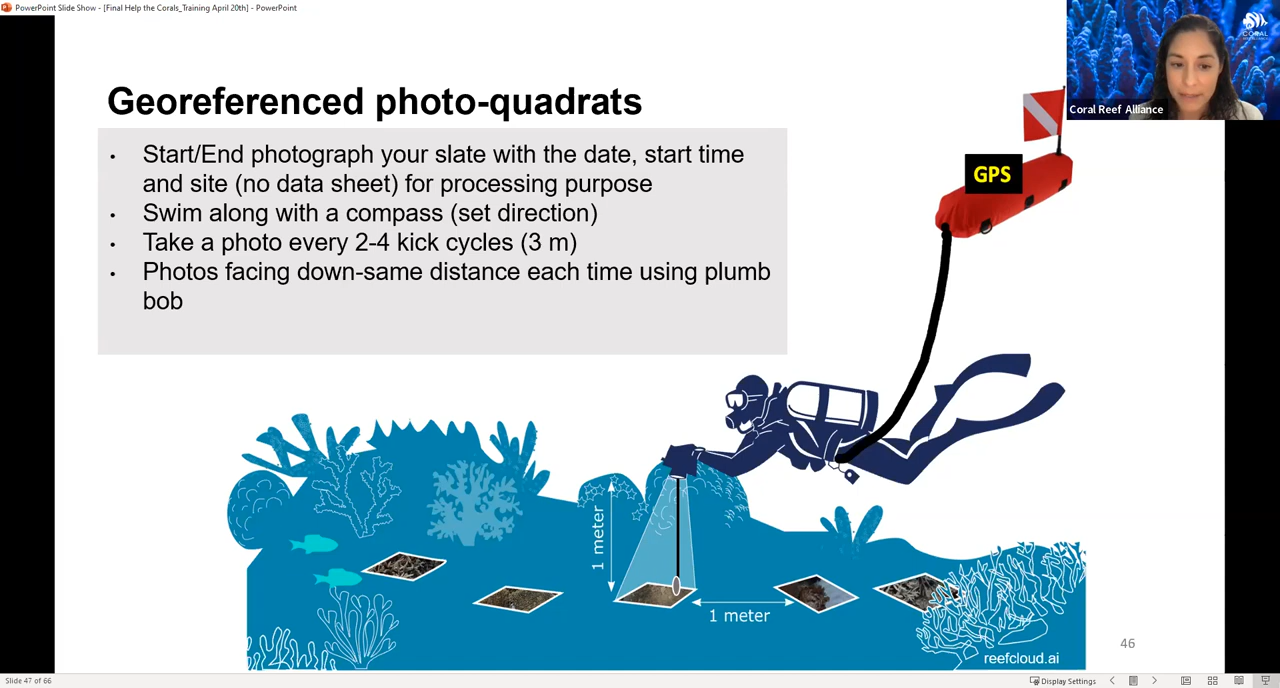 PowerPoint Slide Show - [Final Help the Corals_Training April 20th] - PowerPoint
CORAL
Coral Reef Alliance
Georeferenced photo-quadrats
• Start/End photograph your slate with the date, start time
and site (no data sheet) for processing purpose
• Swim along with a compass (set direction)
• Take a photo every 2-4 kick cycles (3 m)
• Photos facing down-same distance each time using plumb
bob
GPS
1 meter
1 meter
46
reefcloud.ai
Slide 47 of 66
Display Settings